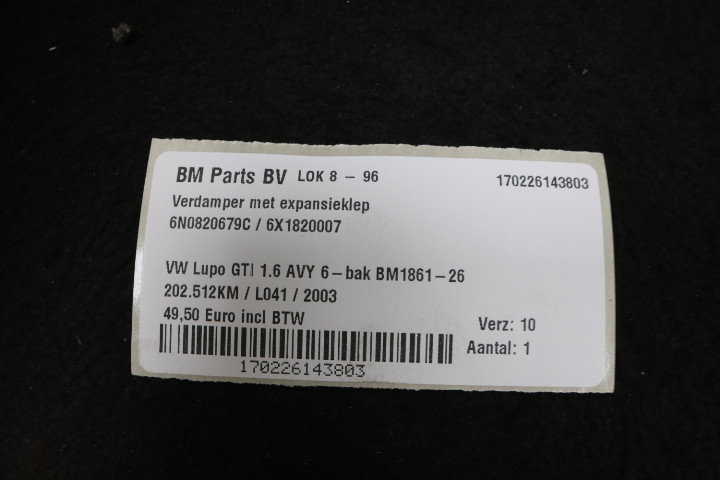 BM Parts BV LOK 8 - 96 170226143803
Verdamper met expansieklep
6N0820679C / 6X1820007
VW Lupo GTI 1.6 AVY 6-bak BM1861-26
202.512KM / L041 / 2003
49,50 Euro incl BTW Verz: 10
Aantal: 1
170226143803